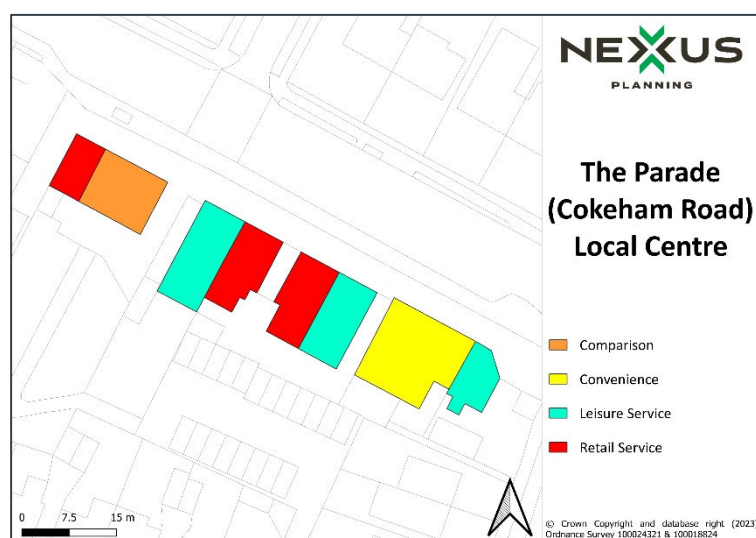 NEXUS
PLANNING
The Parade
(Cokeham Road)
Local Centre
Comparison
Convenience
Leisure Service
Retail Service
0 7.5 15 m
© Crown Copyright and database right (2023)
Ordnance Survey 100024321 & 100018824